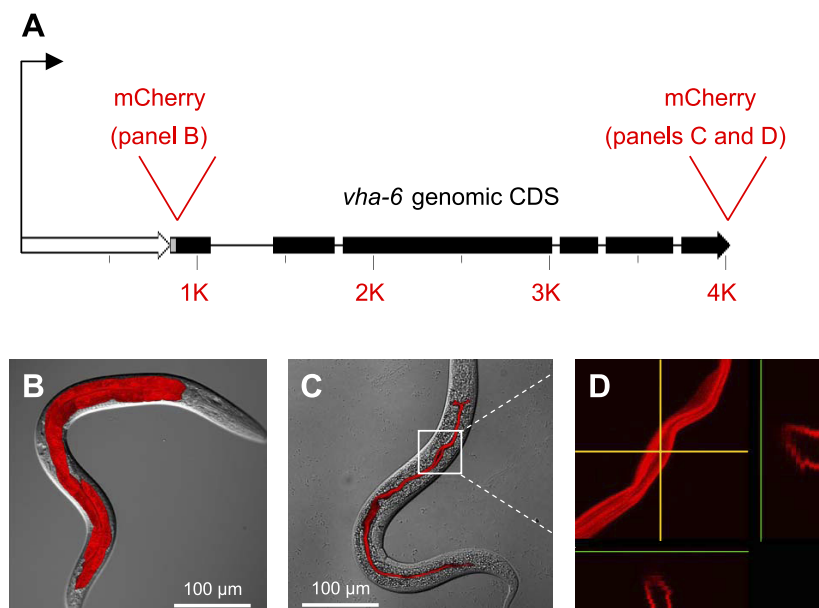 A
mCherry
(panel B)
mCherry
(panels C and D)
vha-6 genomic CDS
1K
2K
3K
4K
B
100 µm
C
100 µm
D